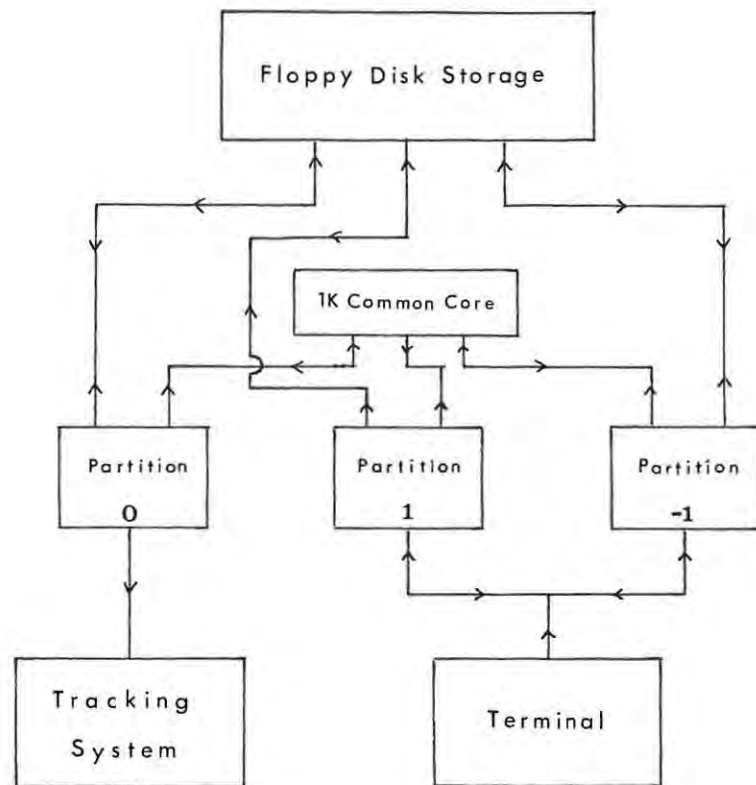 Floppy Disk Storage
1K Common Core
Partition
0
Partition
1
Partition
-1
Tracking
System
Terminal